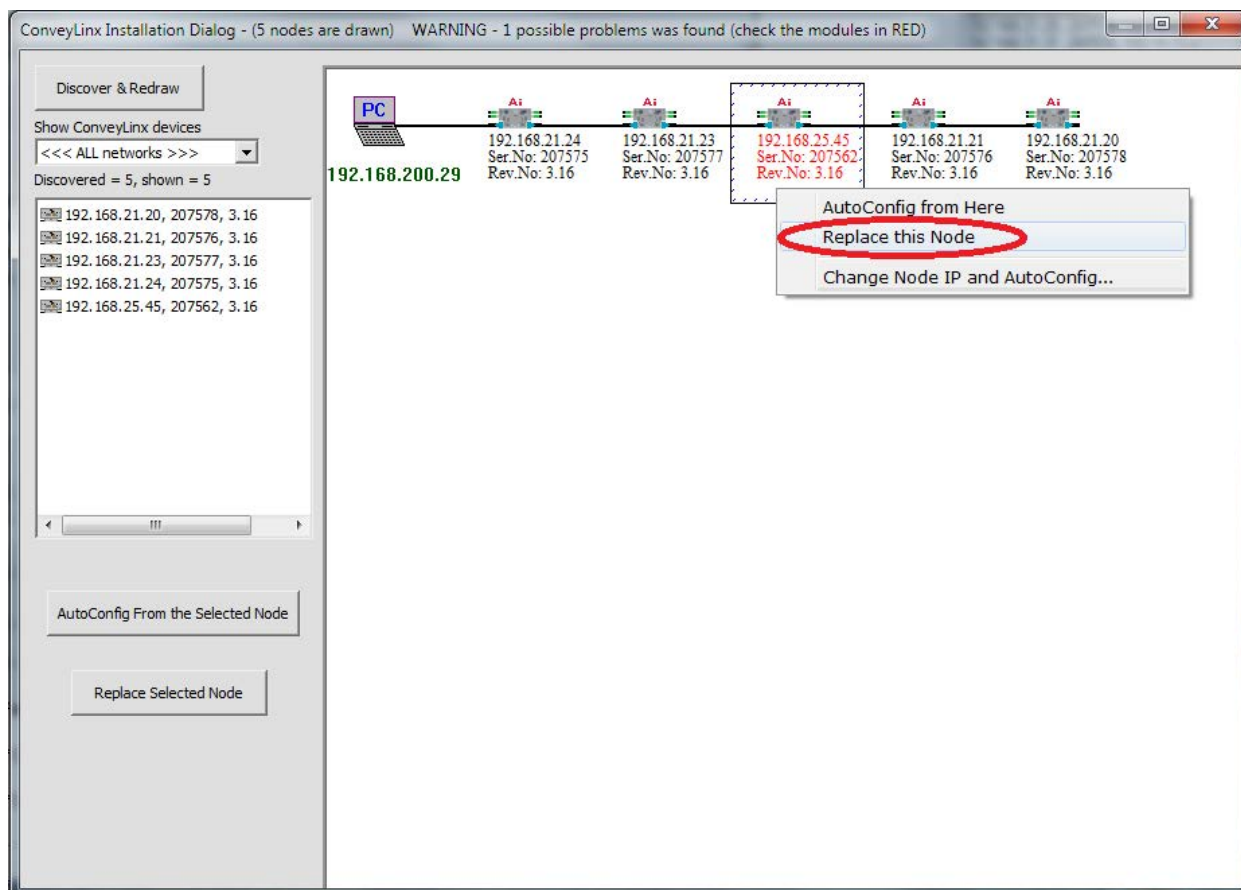 ConveyLinx Installation Dialog - (5 nodes are drawn)    WARNING - 1 possible problems was found (check the modules in RED)
Discover & Redraw
Show ConveyLinx devices
<<< ALL networks >>>
Discovered = 5, shown = 5
192.168.21.20, 207578, 3.16
192.168.21.21, 207576, 3.16
192.168.21.23, 207577, 3.16
192.168.21.24, 207575, 3.16
192.168.25.45, 207562, 3.16
AutoConfig From the Selected Node
Replace Selected Node
PC
192.168.200.29
Ai
192.168.21.24
Ser.No: 207575
Rev.No: 3.16
Ai
192.168.21.23
Ser.No: 207577
Rev.No: 3.16
Ai
192.168.25.45
Ser.No: 207562
Rev.No: 3.16
Ai
192.168.21.21
Ser.No: 207576
Rev.No: 3.16
Ai
192.168.21.20
Ser.No: 207578
Rev.No: 3.16
AutoConfig from Here
Replace this Node
Change Node IP and AutoConfig...